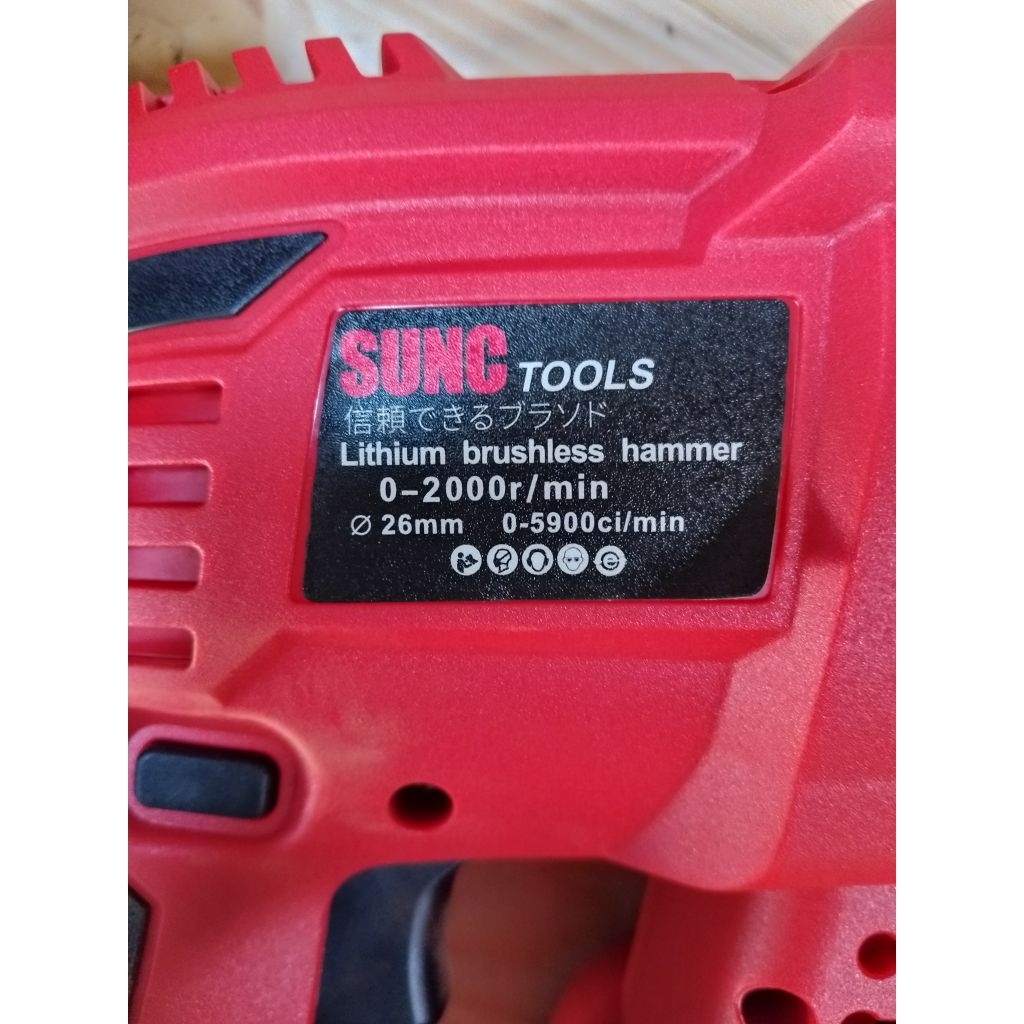 SUNC TOOLS
信頼できるブラソド
Lithium brushless hammer
0-2000r/min
∅ 26mm 0-5900ci/min